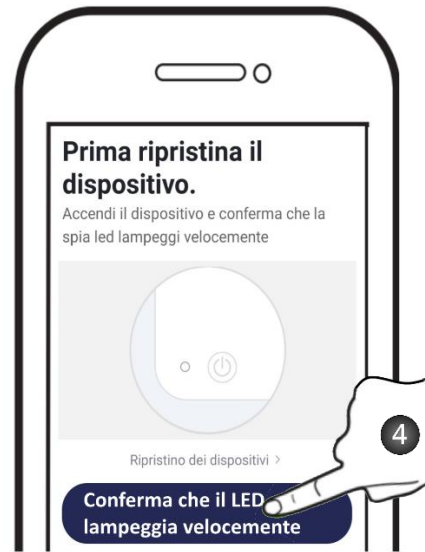 Prima ripristina il
dispositivo.
Accendi il dispositivo e conferma che la
spia led lampeggi velocemente
Ripristino dei dispositivi >
4
Conferma che il LED
lampeggia velocemente